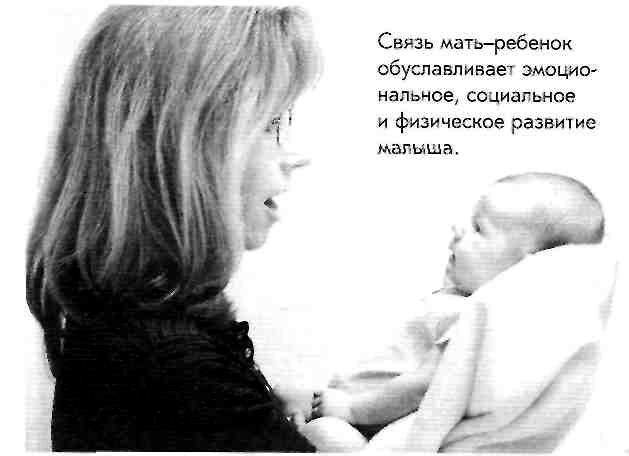 Связь мать–ребенок
обуславливает эмоцио-
нальное, социальное
и физическое развитие
малыша.